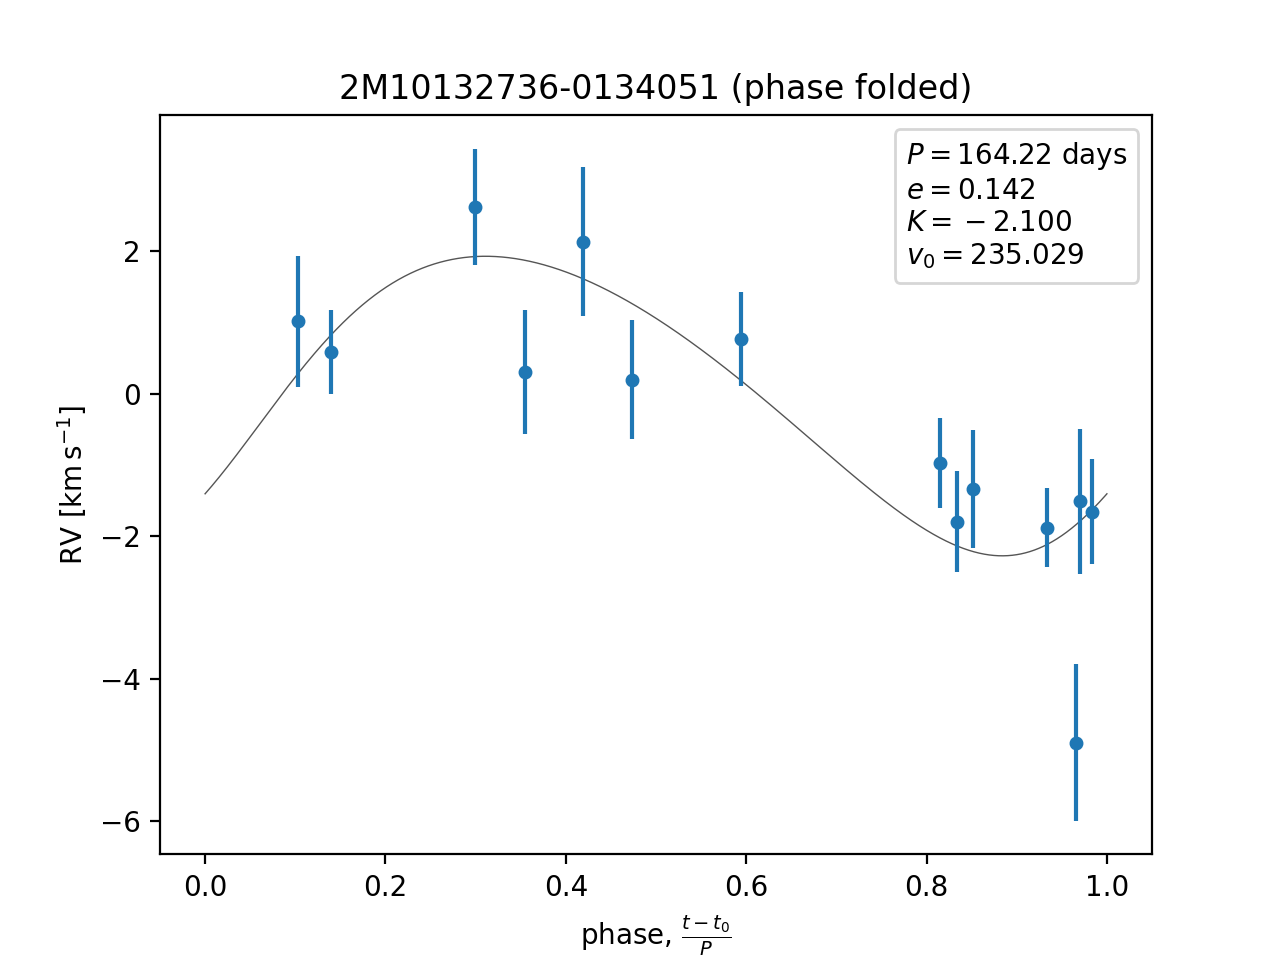 2M10132736-0134051 (phase folded)
P = 164.22 days
e = 0.142
K = −2.100
v₀ = 235.029
RV [km s⁻¹]
2
0
−2
−4
−6
0.0 0.2 0.4 0.6 0.8 1.0
phase, (t − t₀)/P